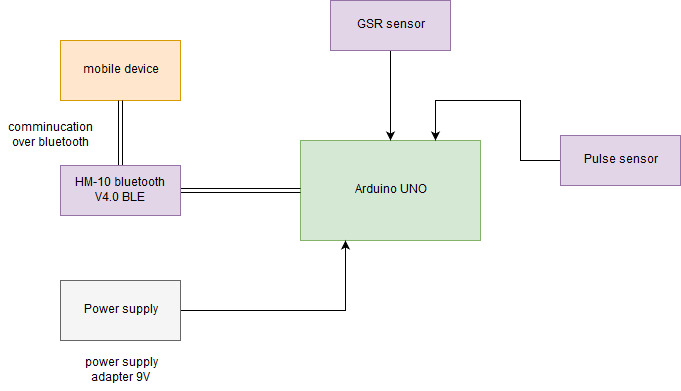 GSR sensor
mobile device
comminucation
over bluetooth
Pulse sensor
HM-10 bluetooth
V4.0 BLE
Arduino UNO
Power supply
power supply
adapter 9V